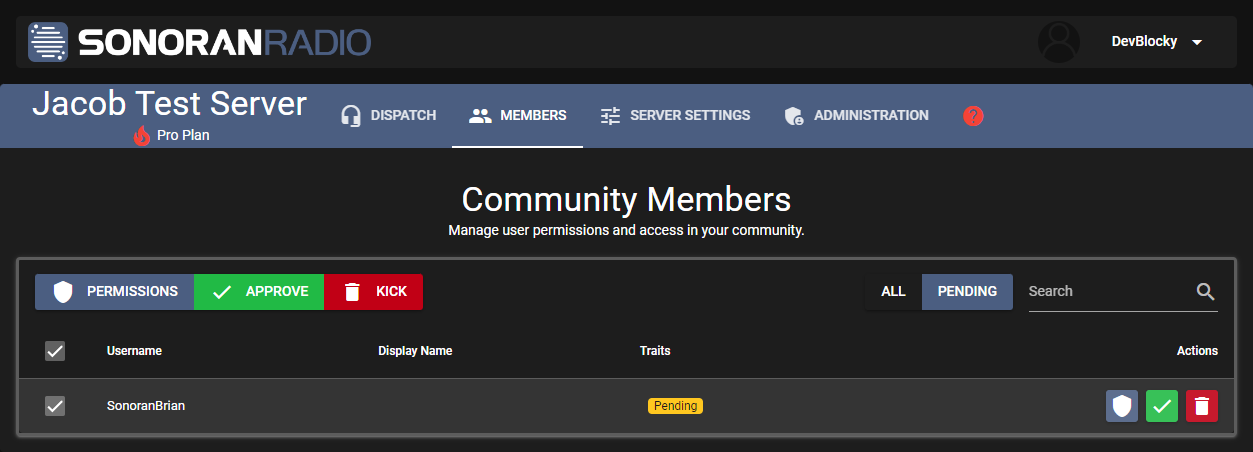 SONORANRADIO
DevBlocky
Jacob Test Server
Pro Plan
DISPATCH
MEMBERS
SERVER SETTINGS
ADMINISTRATION
?
Community Members
Manage user permissions and access in your community.
PERMISSIONS APPROVE KICK
ALL PENDING Search
Username Display Name Traits Actions
SonoranBrian Pending